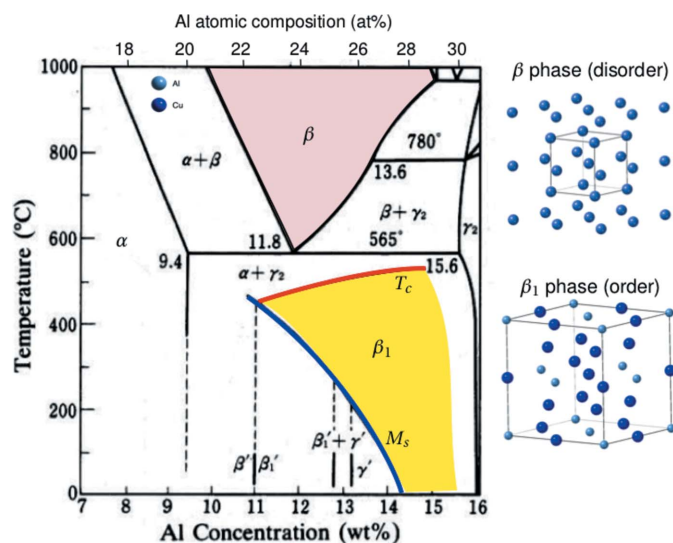 Al atomic composition (at%)
18 20 22 24 26 28 30
1000
800
600
400
200
0
Temperature (°C)
Al
Cu
β
α + β
780°
13.6
β + γ₂
11.8
565°
α
9.4
γ₂
15.6
α + γ₂
T_c
β₁
β₁′ + γ′
M_s
β′ β₁′
γ′
7 8 9 10 11 12 13 14 15 16
Al Concentration (wt%)
β phase (disorder)
β₁ phase (order)